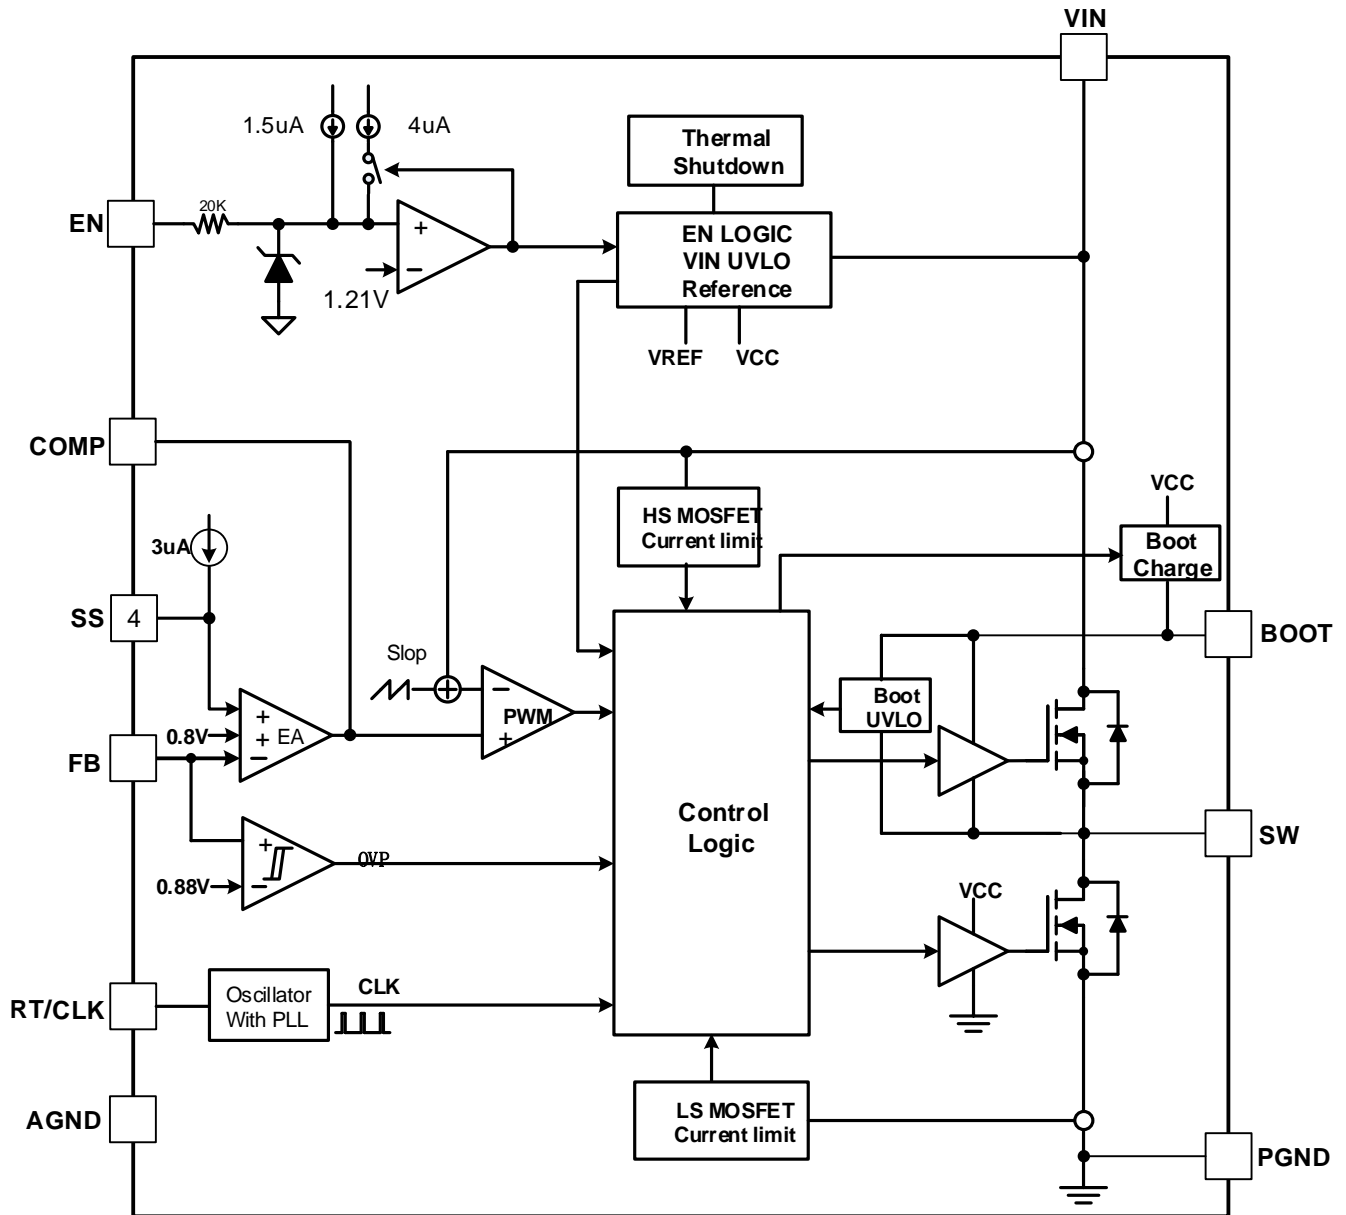 VIN
1.5uA
4uA
Thermal
Shutdown
EN
20K
+
−
1.21V
EN LOGIC
VIN UVLO
Reference
VREF
VCC
COMP
HS MOSFET
Current limit
VCC
Boot
Charge
3uA
SS
4
BOOT
Slop
−
PWM
+
Boot
UVLO
+
0.8V
+
EA
−
FB
Control
Logic
SW
+
0.88V
−
OVP
VCC
RT/CLK
Oscillator
With PLL
CLK
AGND
LS MOSFET
Current limit
PGND